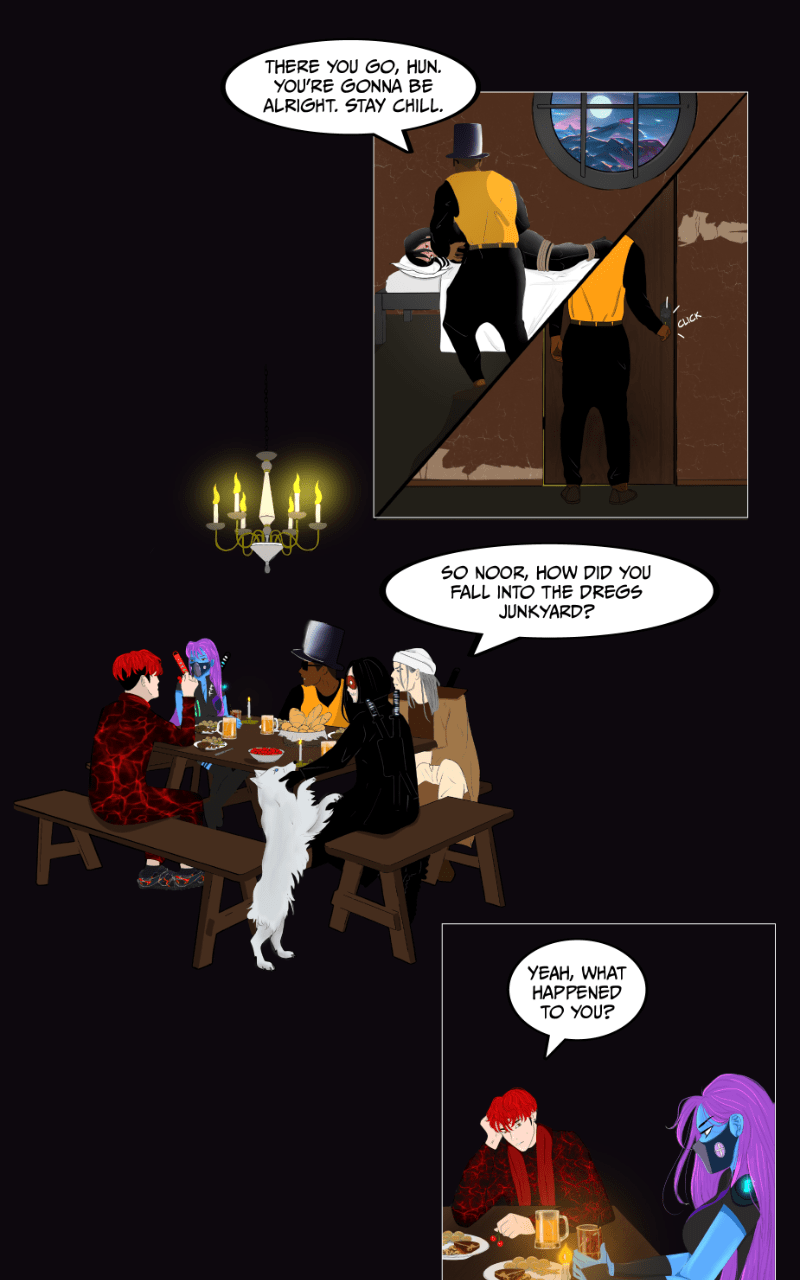 THERE YOU GO, HUN.
YOU'RE GONNA BE
ALRIGHT. STAY CHILL.
CLICK
SO NOOR, HOW DID YOU
FALL INTO THE DREGS
JUNKYARD?
YEAH, WHAT
HAPPENED
TO YOU?